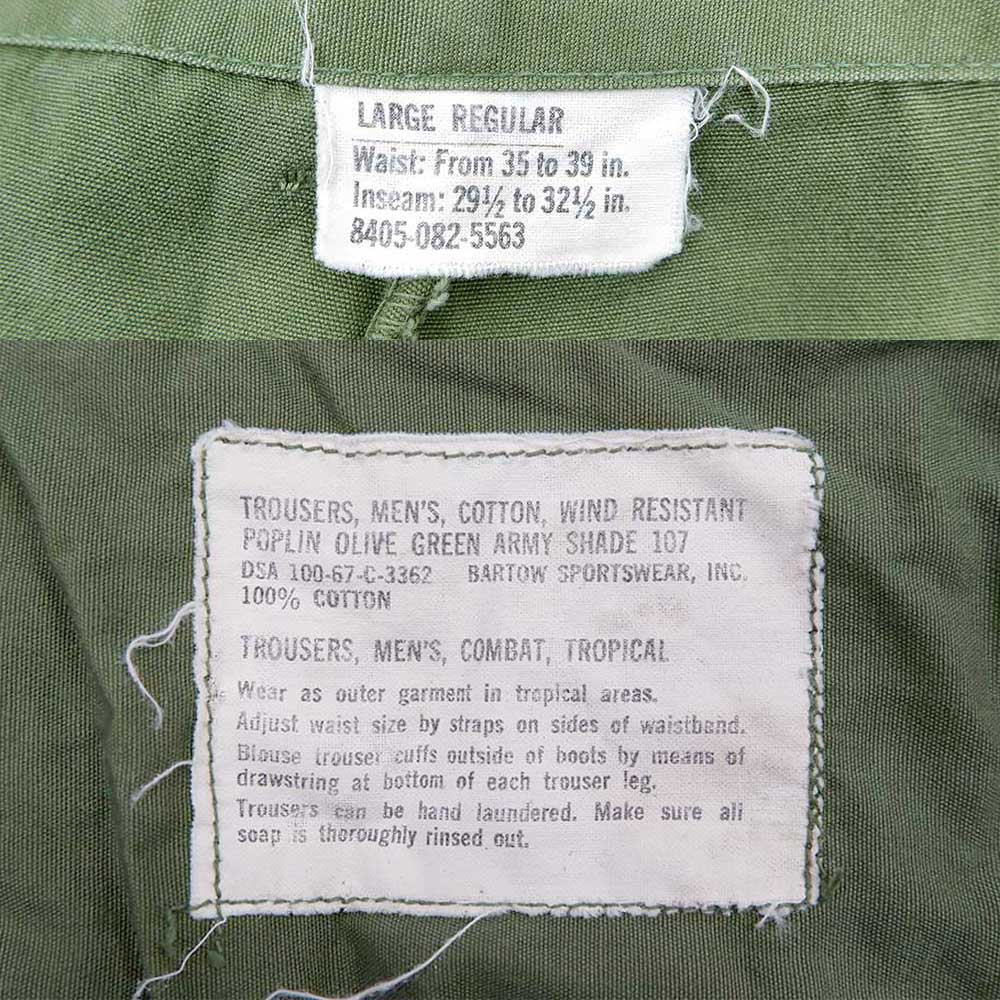 LARGE REGULAR
Waist: From 35 to 39 in.
Inseam: 29½ to 32½ in.
8405-082-5563
TROUSERS, MEN'S, COTTON, WIND RESISTANT
POPLIN OLIVE GREEN ARMY SHADE 107
DSA 100-67-C-3362 BARTOW SPORTSWEAR, INC.
100% COTTON
TROUSERS, MEN'S, COMBAT, TROPICAL
Wear as outer garment in tropical areas.
Adjust waist size by straps on sides of waistband.
Blouse trouser cuffs outside of boots by means of
drawstring at bottom of each trouser leg.
Trousers can be hand laundered. Make sure all
soap is thoroughly rinsed out.